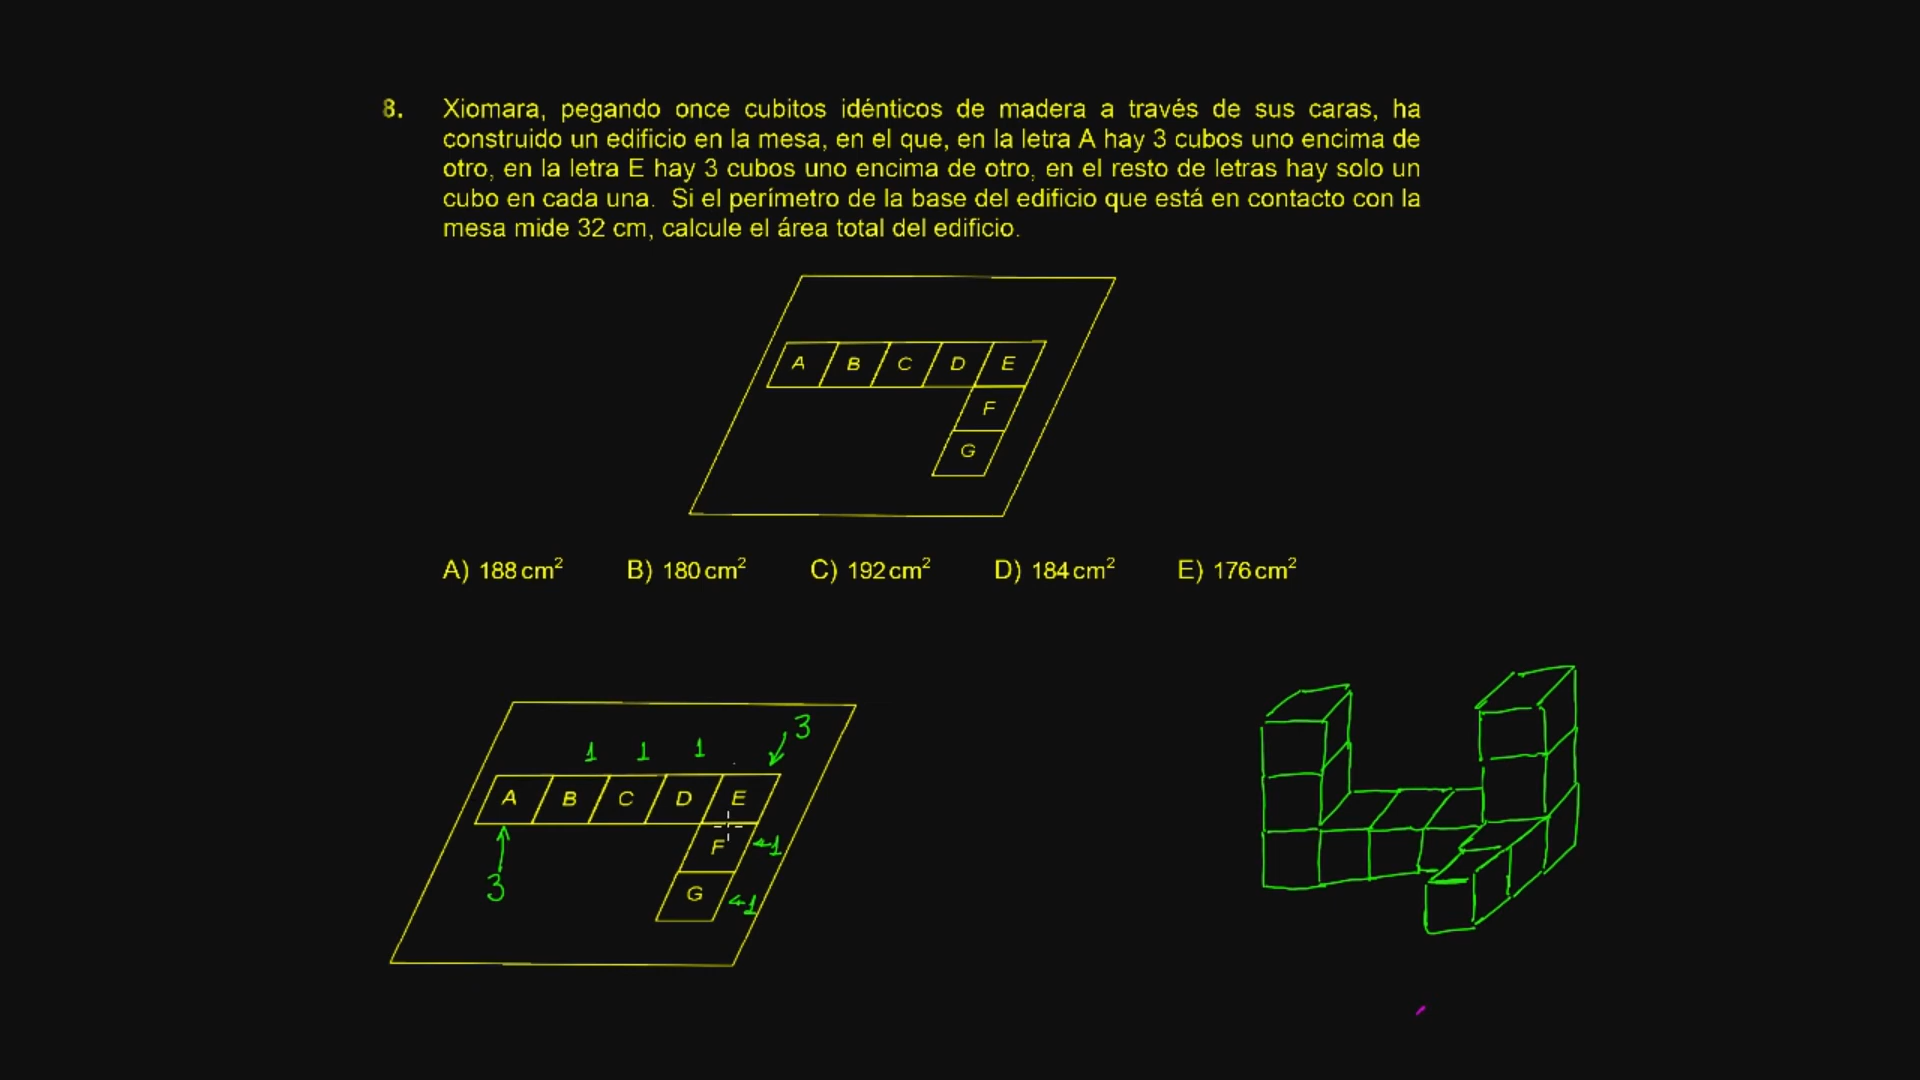 8. Xiomara, pegando once cubitos idénticos de madera a través de sus caras, ha
construido un edificio en la mesa, en el que, en la letra A hay 3 cubos uno encima de
otro, en la letra E hay 3 cubos uno encima de otro, en el resto de letras hay solo un
cubo en cada una. Si el perímetro de la base del edificio que está en contacto con la
mesa mide 32 cm, calcule el área total del edificio.
A B C D E
F
G
A) 188 cm² B) 180 cm² C) 192 cm² D) 184 cm² E) 176 cm²
1 1 1 3
A B C D E
F 1
3 G 1